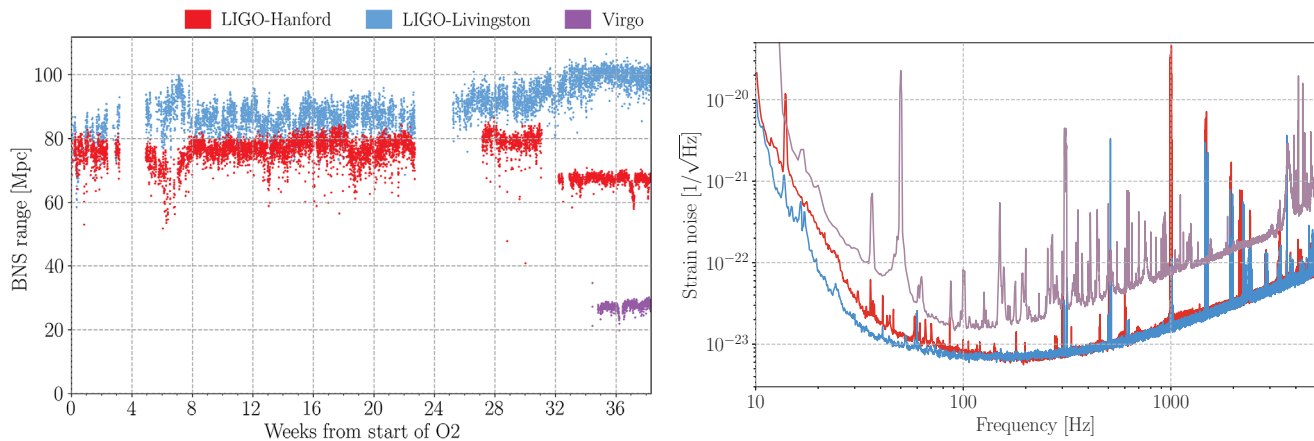 LIGO-Hanford LIGO-Livingston Virgo
BNS range [Mpc]
100
80
60
40
20
0
0 4 8 12 16 20 24 28 32 36
Weeks from start of O2
Strain noise [1/√Hz]
10⁻²⁰
10⁻²¹
10⁻²²
10⁻²³
10 100 1000
Frequency [Hz]